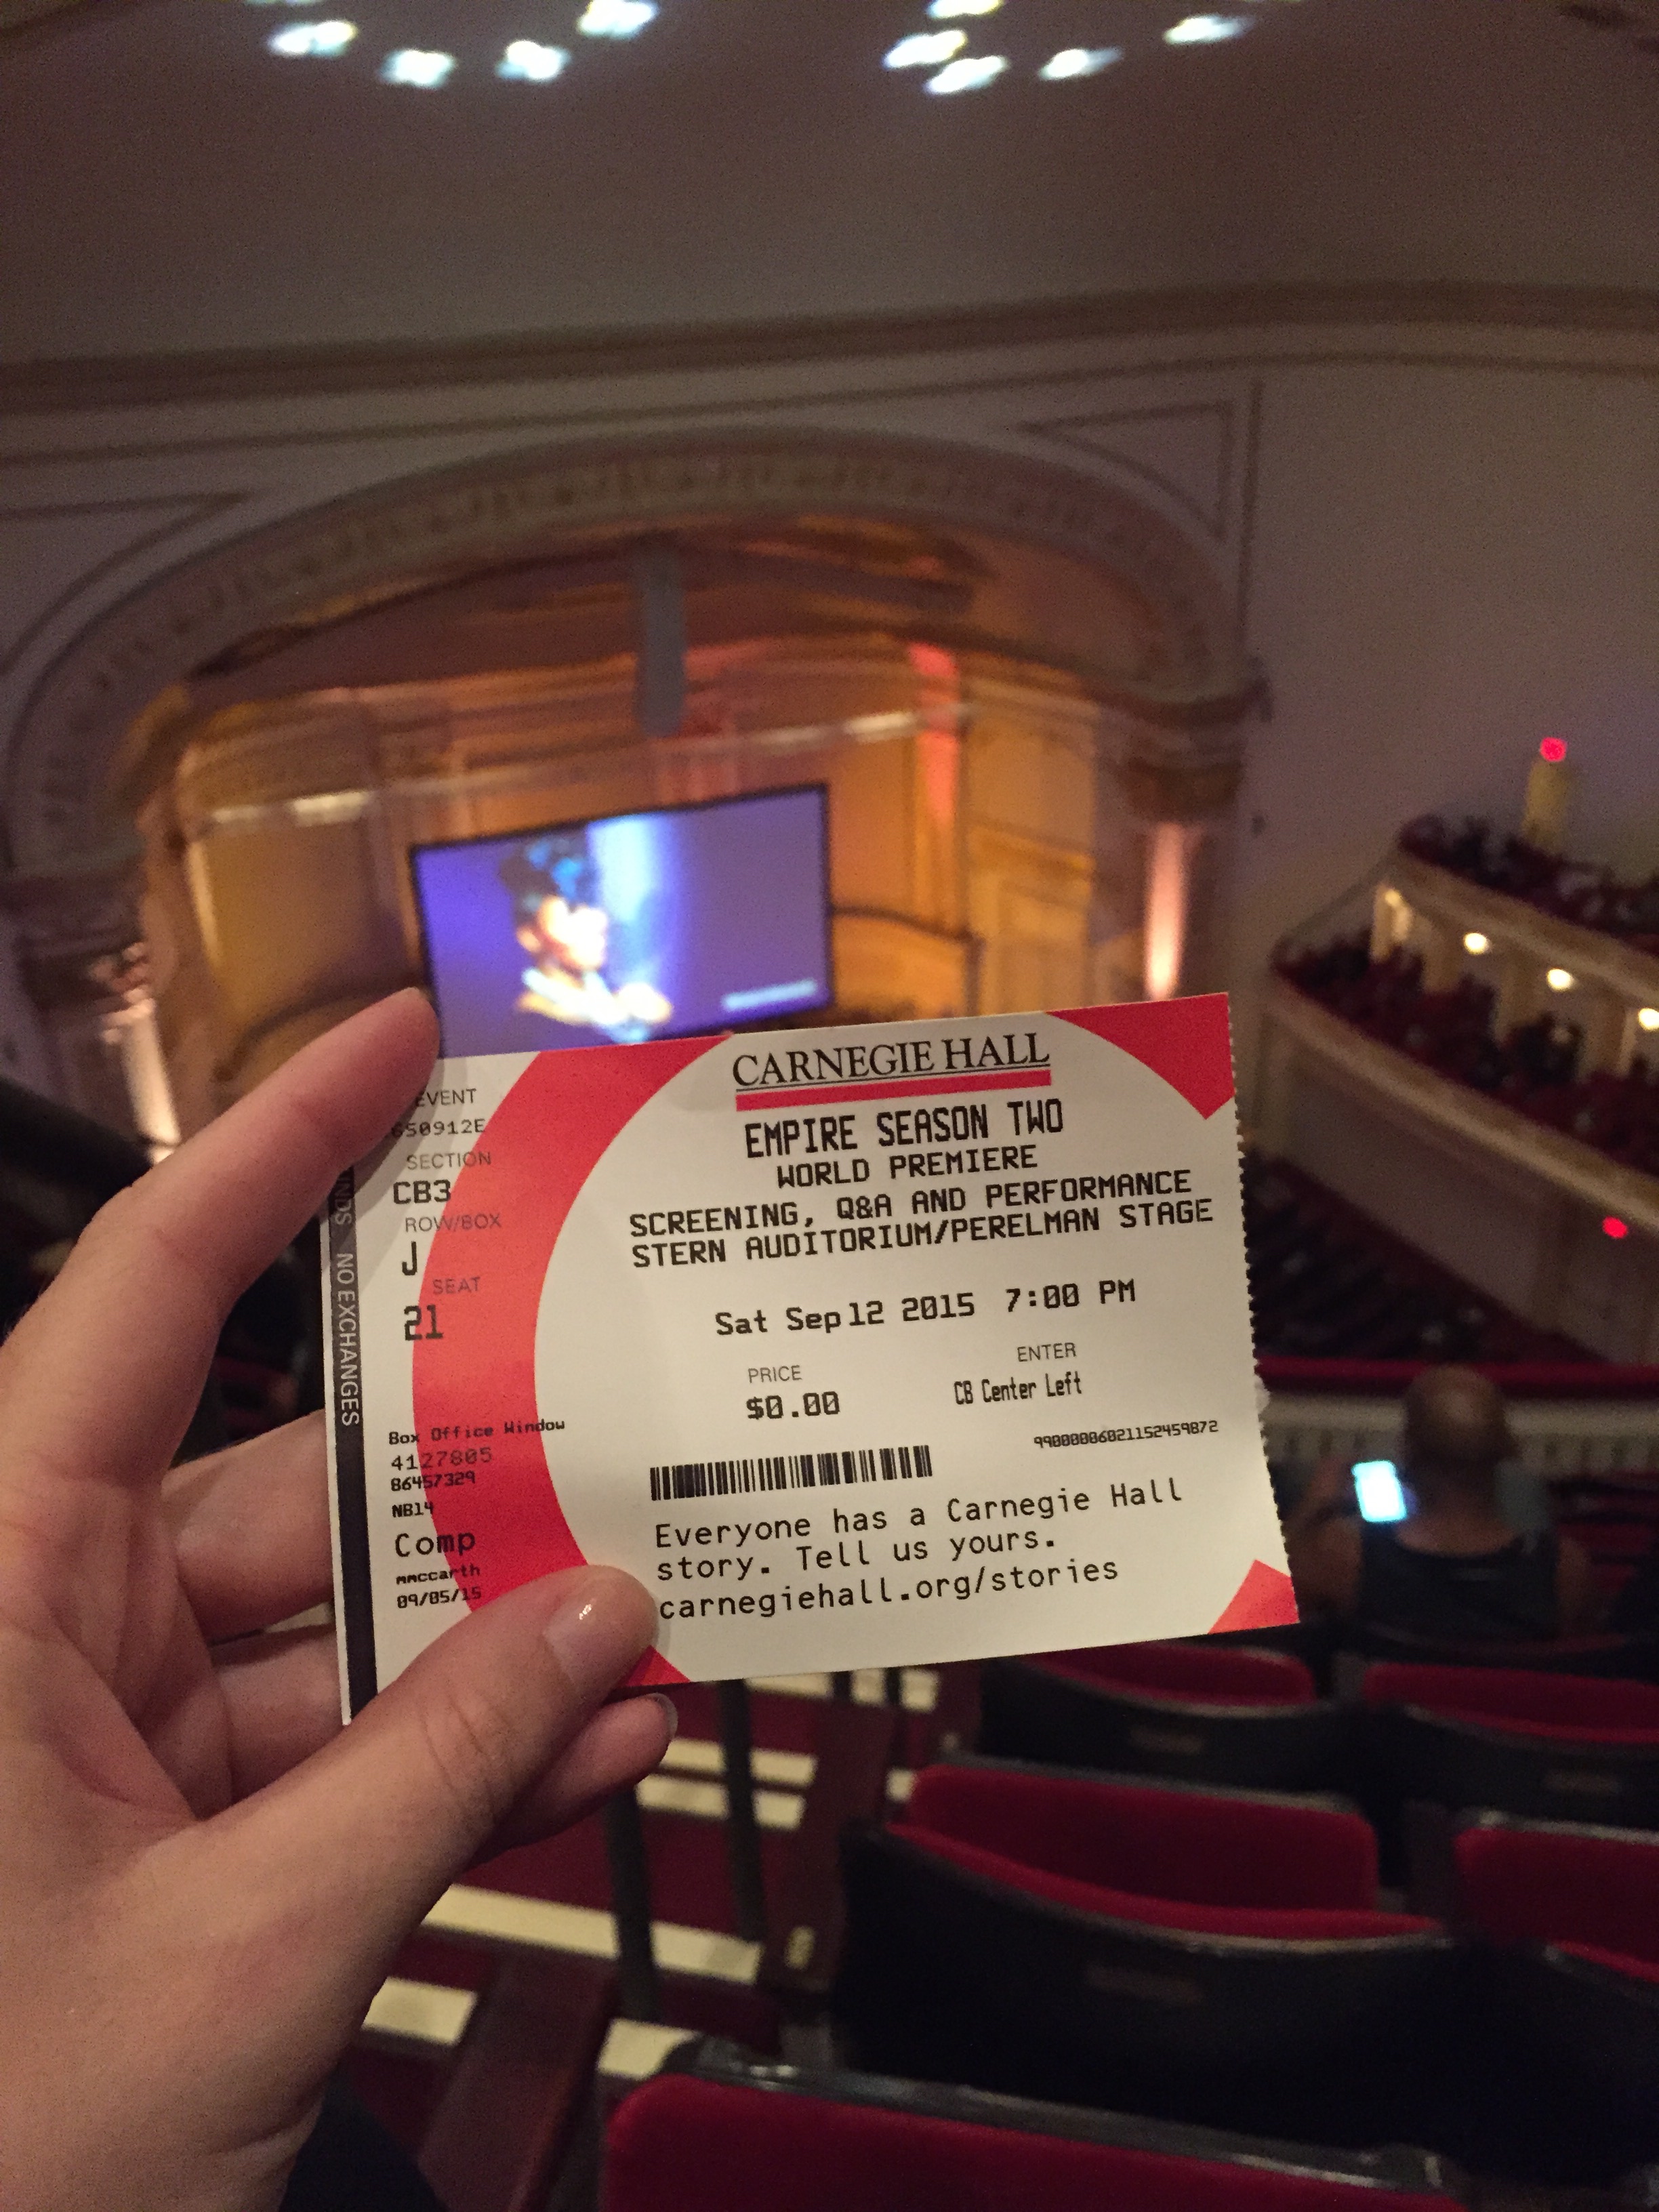 CARNEGIE HALL
EMPIRE SEASON TWO
WORLD PREMIERE
SCREENING, Q&A AND PERFORMANCE
STERN AUDITORIUM/PERELMAN STAGE
Sat Sep 12 2015 7:00 PM
PRICE
$0.00
ENTER
CB Center Left
Everyone has a Carnegie Hall
story. Tell us yours.
carnegiehall.org/stories
EVENT
SECTION
CB3
ROW/BOX
J
SEAT
21
Box Office Window
4127805
86457329
NB14
Comp
mmccarth
09/05/15
NO EXCHANGES